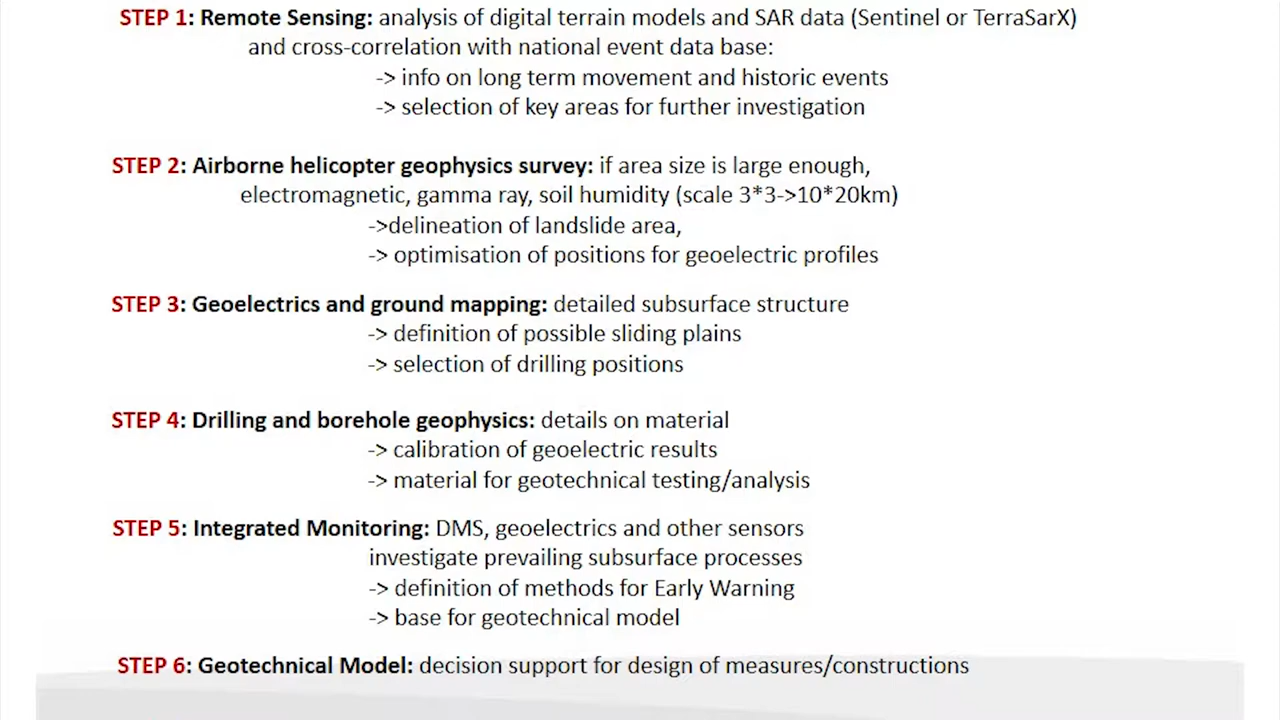 STEP 1: Remote Sensing: analysis of digital terrain models and SAR data (Sentinel or TerraSarX)
and cross-correlation with national event data base:
-> info on long term movement and historic events
-> selection of key areas for further investigation
STEP 2: Airborne helicopter geophysics survey: if area size is large enough,
electromagnetic, gamma ray, soil humidity (scale 3*3->10*20km)
->delineation of landslide area,
-> optimisation of positions for geoelectric profiles
STEP 3: Geoelectrics and ground mapping: detailed subsurface structure
-> definition of possible sliding plains
-> selection of drilling positions
STEP 4: Drilling and borehole geophysics: details on material
-> calibration of geoelectric results
-> material for geotechnical testing/analysis
STEP 5: Integrated Monitoring: DMS, geoelectrics and other sensors
investigate prevailing subsurface processes
-> definition of methods for Early Warning
-> base for geotechnical model
STEP 6: Geotechnical Model: decision support for design of measures/constructions